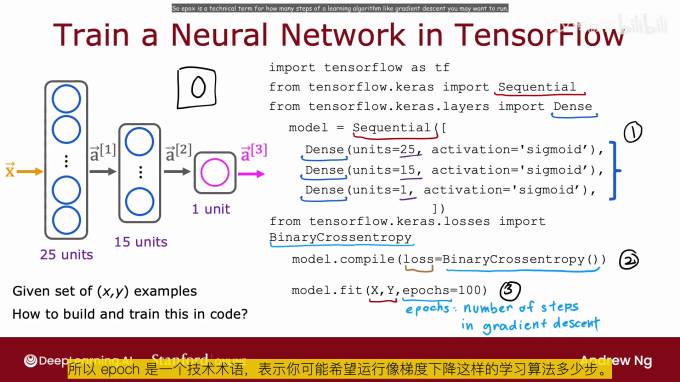 So epox is a technical term for how many steps of a learning algorithm like gradient descent you may want to run.
bilibili
Train a Neural Network in TensorFlow
0
import tensorflow as tf
from tensorflow.keras import Sequential
from tensorflow.keras.layers import Dense
model = Sequential([
1
Dense(units=25, activation='sigmoid'),
Dense(units=15, activation='sigmoid'),
Dense(units=1, activation='sigmoid'),
])
x
a[1]
a[2]
a[3]
1 unit
15 units
25 units
from tensorflow.keras.losses import
BinaryCrossentropy
model.compile(loss=BinaryCrossentropy())
2
Given set of (x,y) examples
How to build and train this in code?
model.fit(X,Y,epochs=100)
3
epochs: number of steps
in gradient descent
DeepLearning.AI
Stanford
Andrew Ng
所以 epoch 是一个技术术语，表示你可能希望运行像梯度下降这样的学习算法多少步。